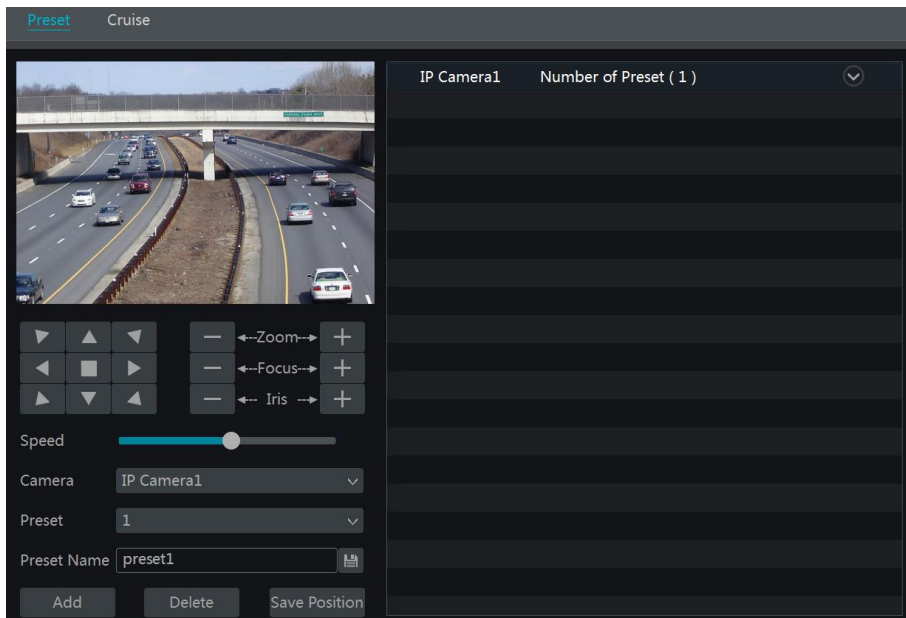 Preset Cruise
IP Camera1 Number of Preset ( 1 )
Zoom
Focus
Iris
Speed
Camera IP Camera1
Preset 1
Preset Name preset1
Add Delete Save Position